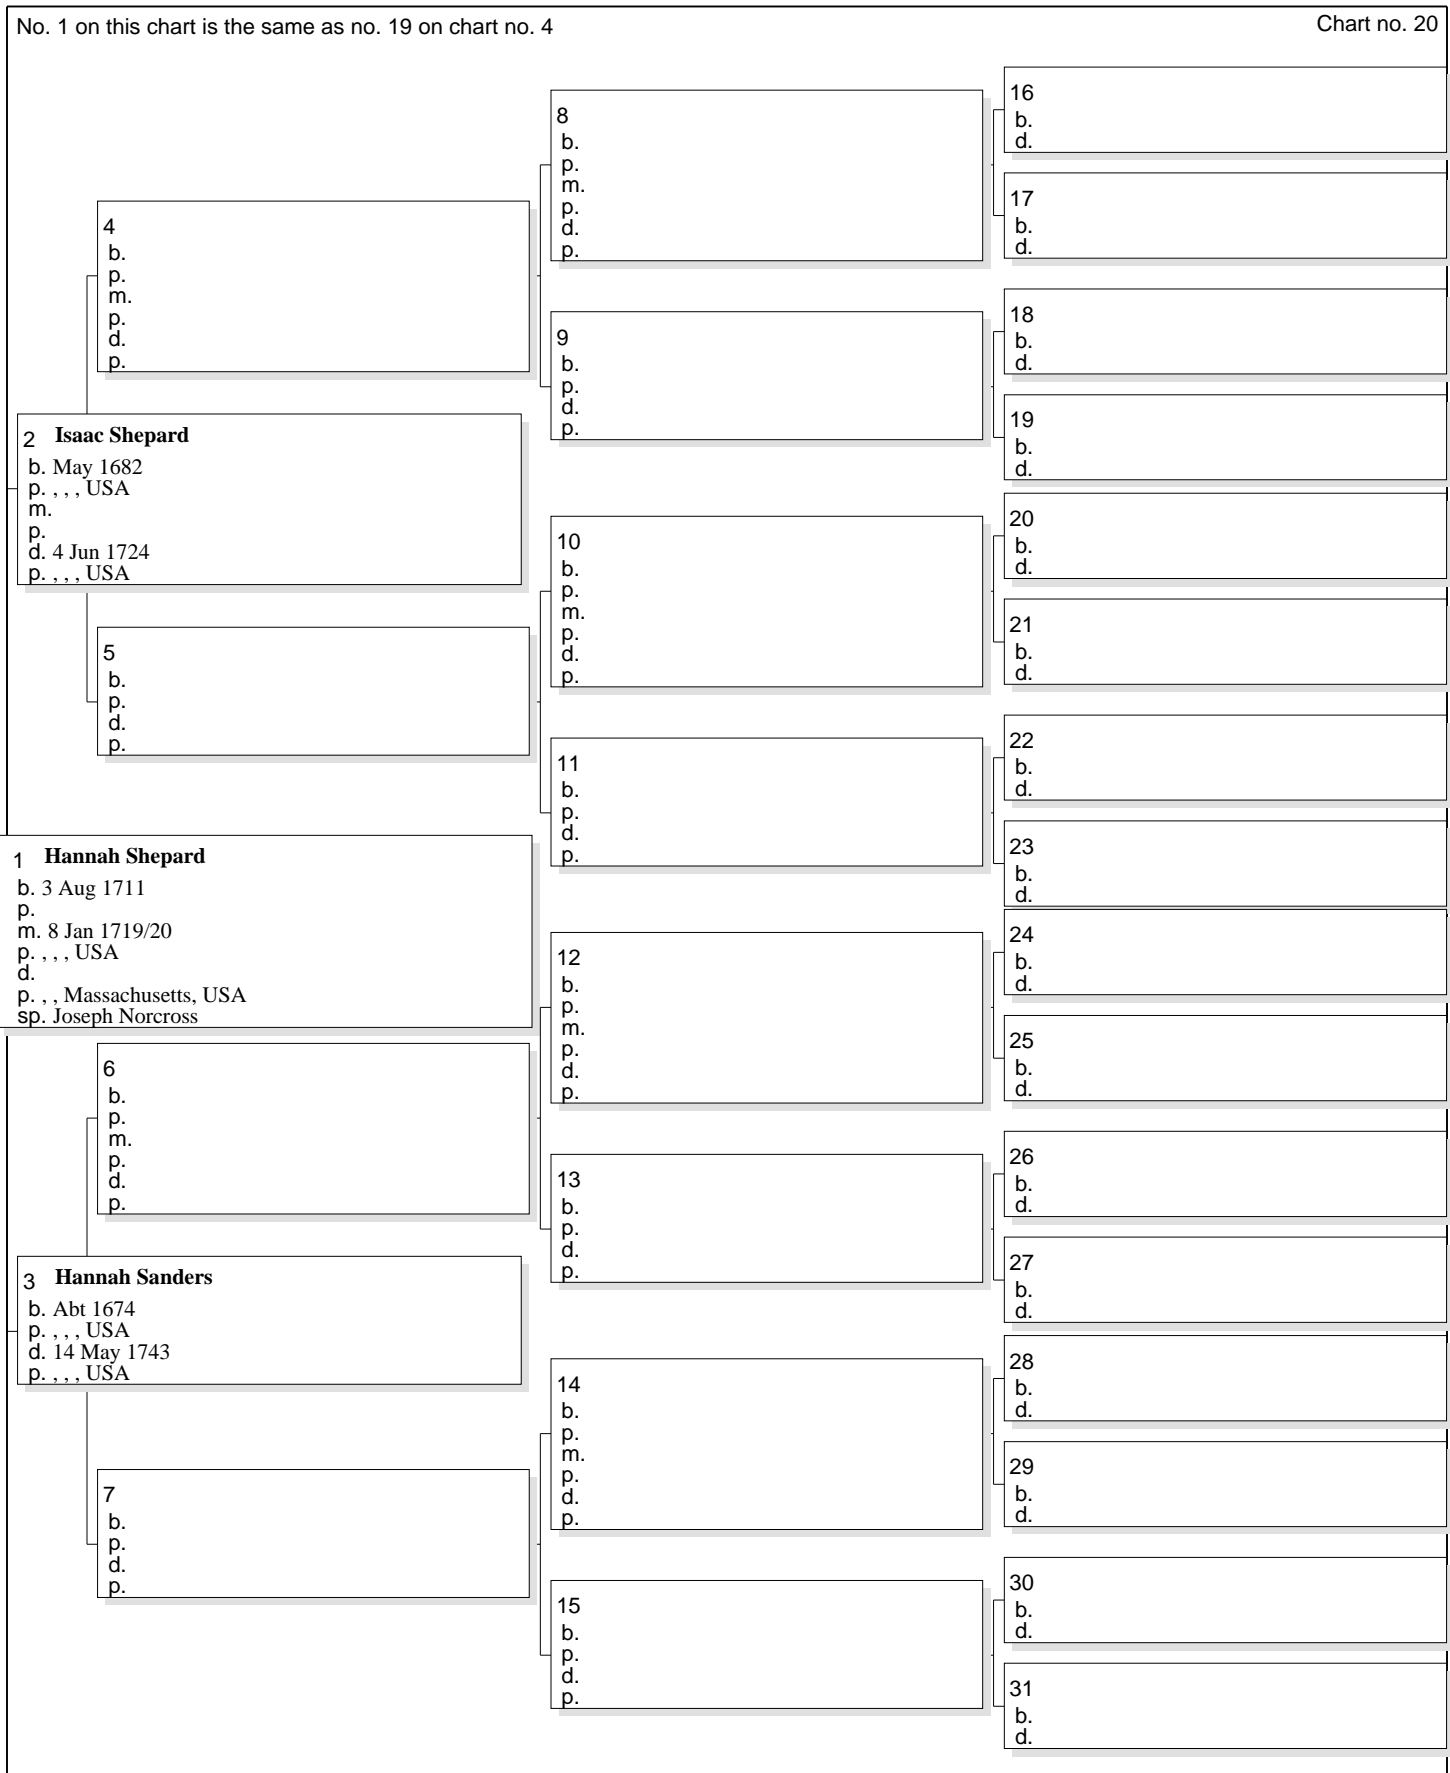 No. 1 on this chart is the same as no. 19 on chart no. 4
Chart no. 20
16
b.
d.
8
b.
p.
m.
p.
d.
p.
17
b.
d.
4
b.
p.
m.
p.
d.
p.
18
b.
d.
9
b.
p.
d.
p.
19
b.
d.
2 Isaac Shepard
b. May 1682
p. , , , USA
m.
p.
d. 4 Jun 1724
p. , , , USA
20
b.
d.
10
b.
p.
m.
p.
d.
p.
21
b.
d.
5
b.
p.
d.
p.
22
b.
d.
11
b.
p.
d.
p.
23
b.
d.
1 Hannah Shepard
b. 3 Aug 1711
p.
m. 8 Jan 1719/20
p. , , , USA
d.
p. , , Massachusetts, USA
sp. Joseph Norcross
24
b.
d.
12
b.
p.
m.
p.
d.
p.
25
b.
d.
6
b.
p.
m.
p.
d.
p.
26
b.
d.
13
b.
p.
d.
p.
27
b.
d.
3 Hannah Sanders
b. Abt 1674
p. , , , USA
d. 14 May 1743
p. , , , USA
28
b.
d.
14
b.
p.
m.
p.
d.
p.
29
b.
d.
7
b.
p.
d.
p.
30
b.
d.
15
b.
p.
d.
p.
31
b.
d.